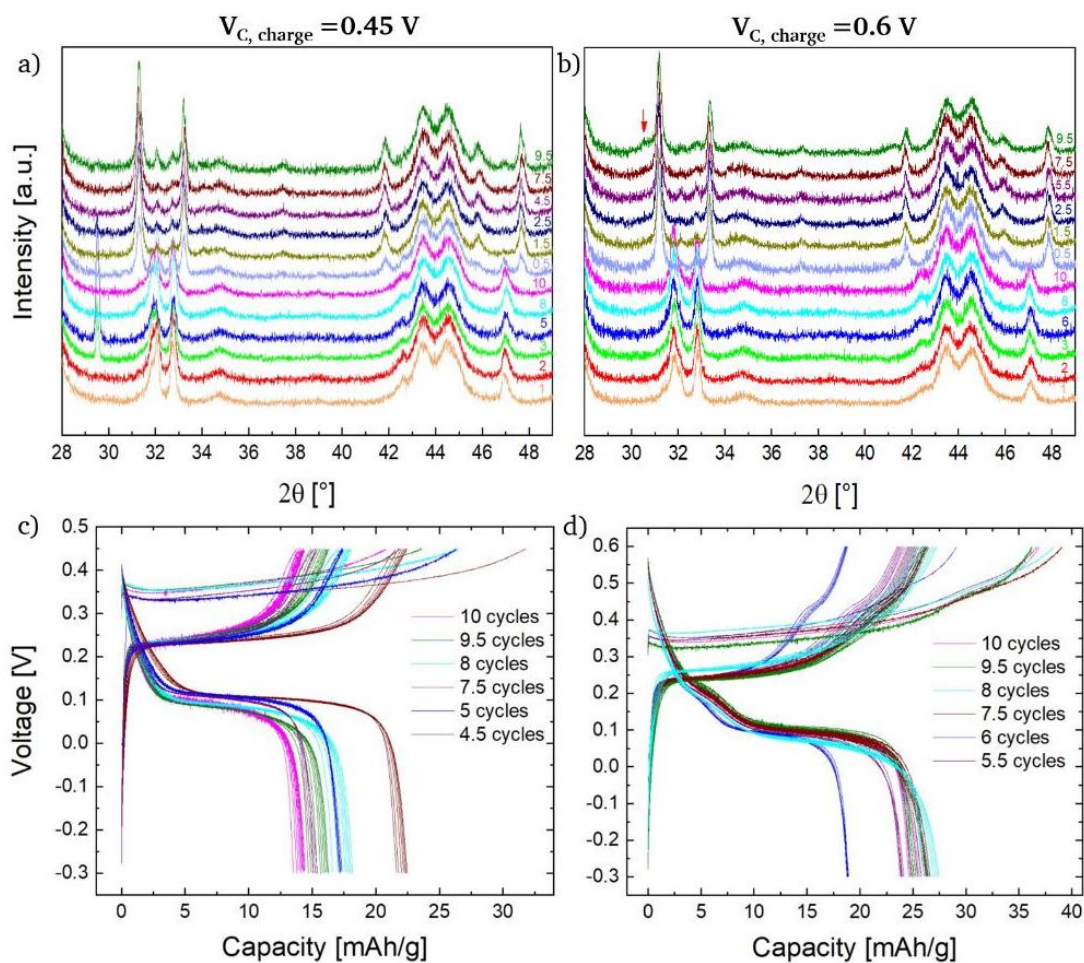 V_C, charge =0.45 V
V_C, charge =0.6 V
a)
b)
Intensity [a.u.]
9.5
7.5
4.5
2.5
1.5
0.5
10
8
5
3
2
1
9.5
7.5
5.5
2.5
1.5
0.5
10
8
6
3
2
1
28 30 32 34 36 38 40 42 44 46 48
28 30 32 34 36 38 40 42 44 46 48
2θ [°]
2θ [°]
c)
d)
Voltage [V]
0.5
0.4
0.3
0.2
0.1
0.0
-0.1
-0.2
-0.3
10 cycles
9.5 cycles
8 cycles
7.5 cycles
5 cycles
4.5 cycles
0 5 10 15 20 25 30
Capacity [mAh/g]
0.6
0.5
0.4
0.3
0.2
0.1
0.0
-0.1
-0.2
-0.3
10 cycles
9.5 cycles
8 cycles
7.5 cycles
6 cycles
5.5 cycles
0 5 10 15 20 25 30 35 40
Capacity [mAh/g]